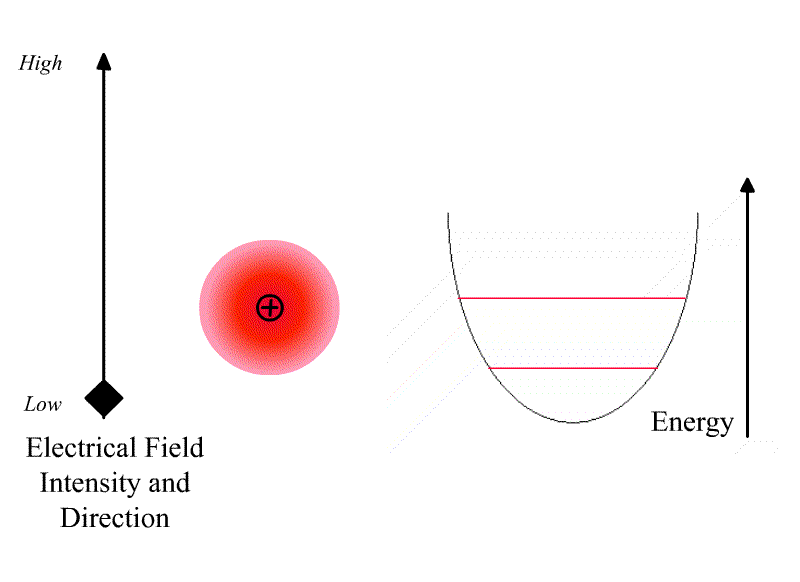 High
Low
Electrical Field
Intensity and
Direction
Energy